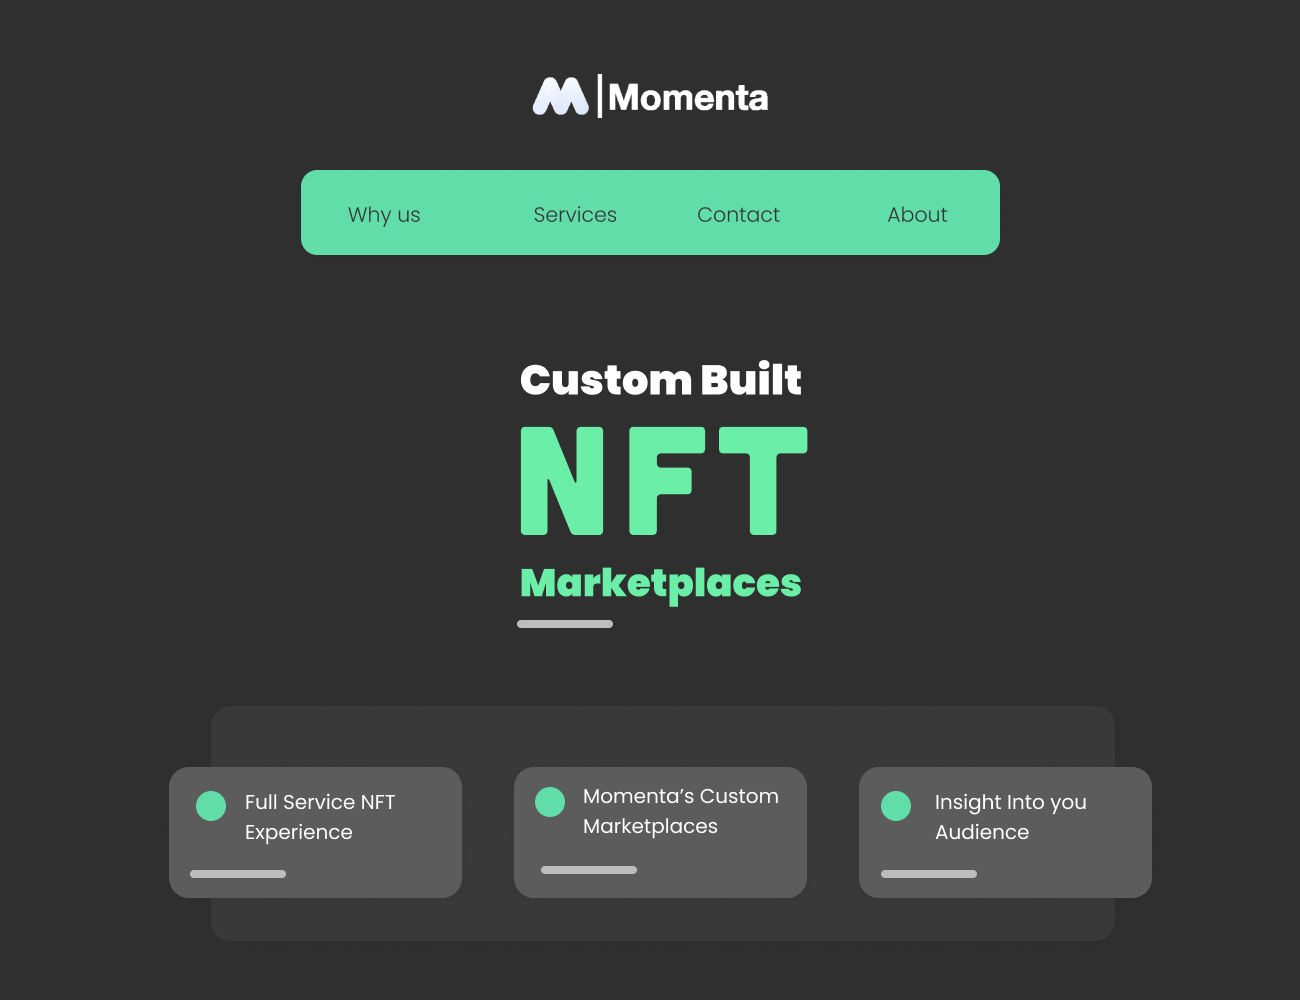 Momenta
Why us Services Contact About
Custom Built
NFT
Marketplaces
Full Service NFT
Experience
Momenta’s Custom
Marketplaces
Insight Into you
Audience